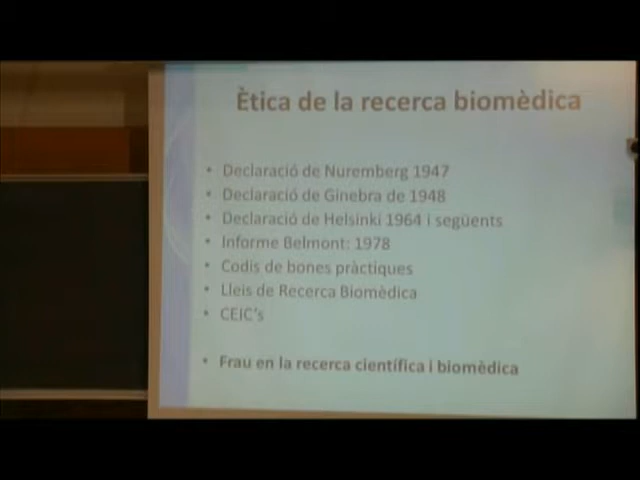 Ètica de la recerca biomèdica
• Declaració de Nuremberg 1947
• Declaració de Ginebra de 1948
• Declaració de Helsinki 1964 i següents
• Informe Belmont: 1978
• Codis de bones pràctiques
• Lleis de Recerca Biomèdica
• CEIC's
• Frau en la recerca científica i biomèdica